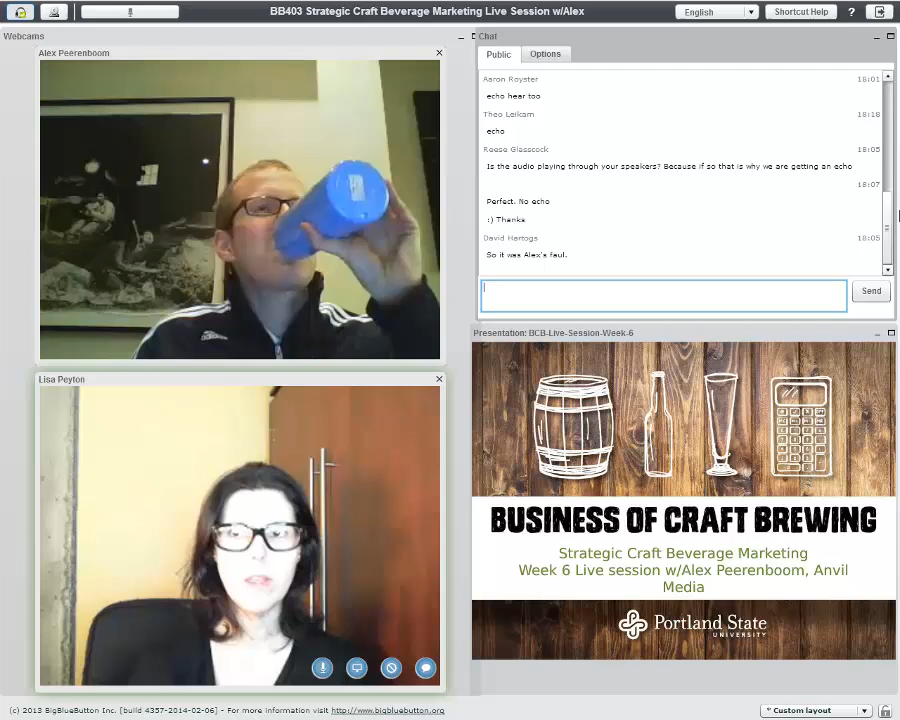 BB403 Strategic Craft Beverage Marketing Live Session w/Alex
English
Shortcut Help
?
Webcams
Alex Peerenboom
Lisa Peyton
Chat
Public
Options
Aaron Royster 18:01
echo hear too
Theo Leikam 18:18
echo
Reese Glasscock 18:05
Is the audio playing through your speakers? Because if so that is why we are getting an echo
18:07
Perfect. No echo
:) Thanks
David Hartogs 18:05
So it was Alex's faul.
Send
Presentation: BCB-Live-Session-Week-6
BUSINESS OF CRAFT BREWING
Strategic Craft Beverage Marketing
Week 6 Live session w/Alex Peerenboom, Anvil
Media
Portland State
UNIVERSITY
(c) 2013 BigBlueButton Inc. [build 4357-2014-02-06] - For more information visit http://www.bigbluebutton.org
* Custom layout